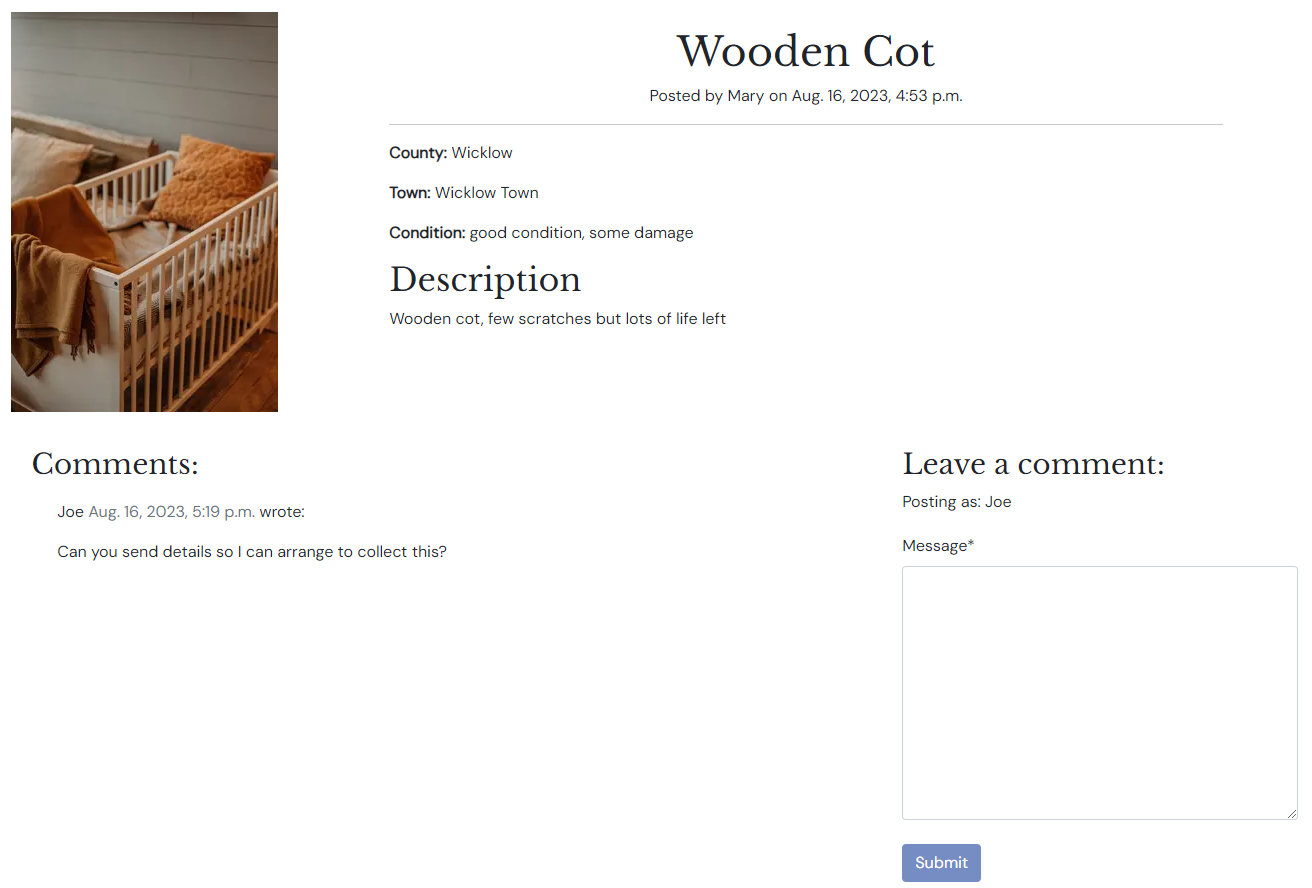 Wooden Cot
Posted by Mary on Aug. 16, 2023, 4:53 p.m.
County: Wicklow
Town: Wicklow Town
Condition: good condition, some damage
Description
Wooden cot, few scratches but lots of life left
Comments:
Joe Aug. 16, 2023, 5:19 p.m. wrote:
Can you send details so I can arrange to collect this?
Leave a comment:
Posting as: Joe
Message*
Submit